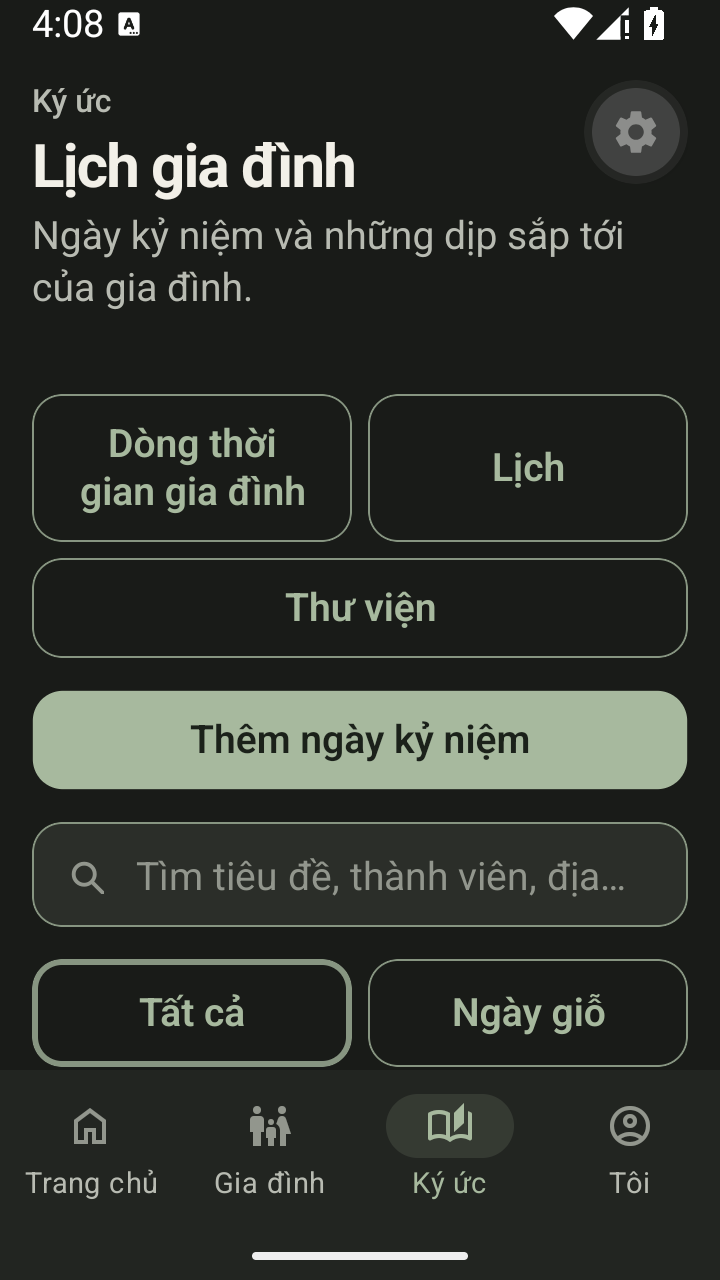 4:08
Ký ức
Lịch gia đình
Ngày kỷ niệm và những dịp sắp tới
của gia đình.
Dòng thời
gian gia đình
Lịch
Thư viện
Thêm ngày kỷ niệm
Tìm tiêu đề, thành viên, địa...
Tất cả
Ngày giỗ
Trang chủ
Gia đình
Ký ức
Tôi